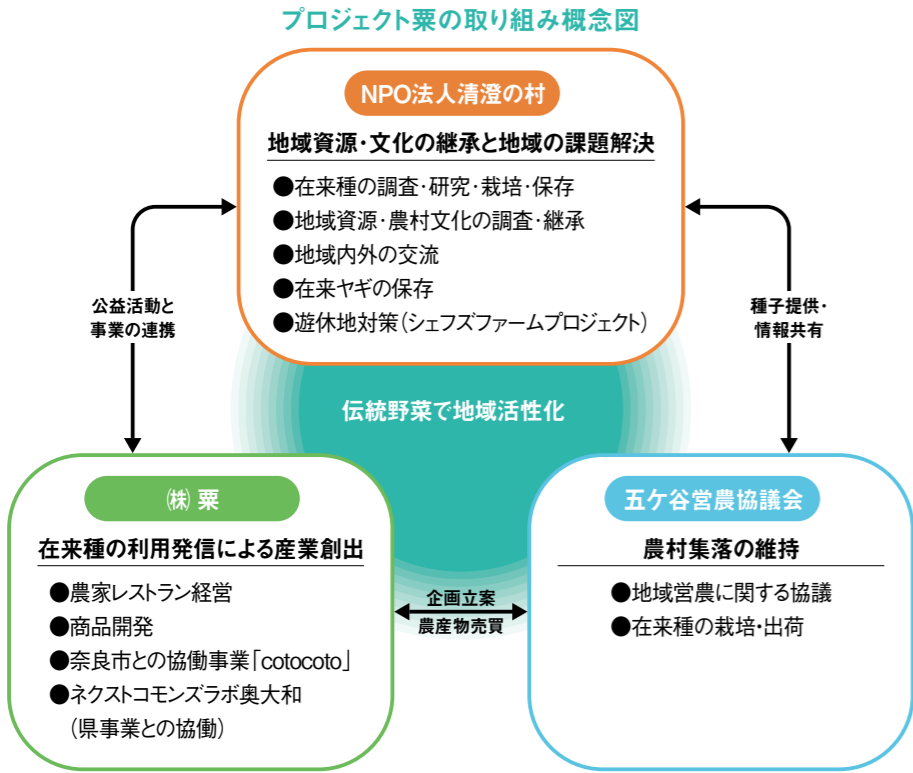 プロジェクト粟の取り組み概念図
NPO法人清澄の村
地域資源・文化の継承と地域の課題解決
●在来種の調査・研究・栽培・保存
●地域資源・農村文化の調査・継承
●地域内外の交流
●在来ヤギの保存
●遊休地対策(シェフズファームプロジェクト)
公益活動と
事業の連携
種子提供・
情報共有
伝統野菜で地域活性化
㈱ 粟
在来種の利用発信による産業創出
●農家レストラン経営
●商品開発
●奈良市との協働事業「cotocoto」
●ネクストコモンズラボ奥大和
(県事業との協働)
企画立案
農産物売買
五ケ谷営農協議会
農村集落の維持
●地域営農に関する協議
●在来種の栽培・出荷